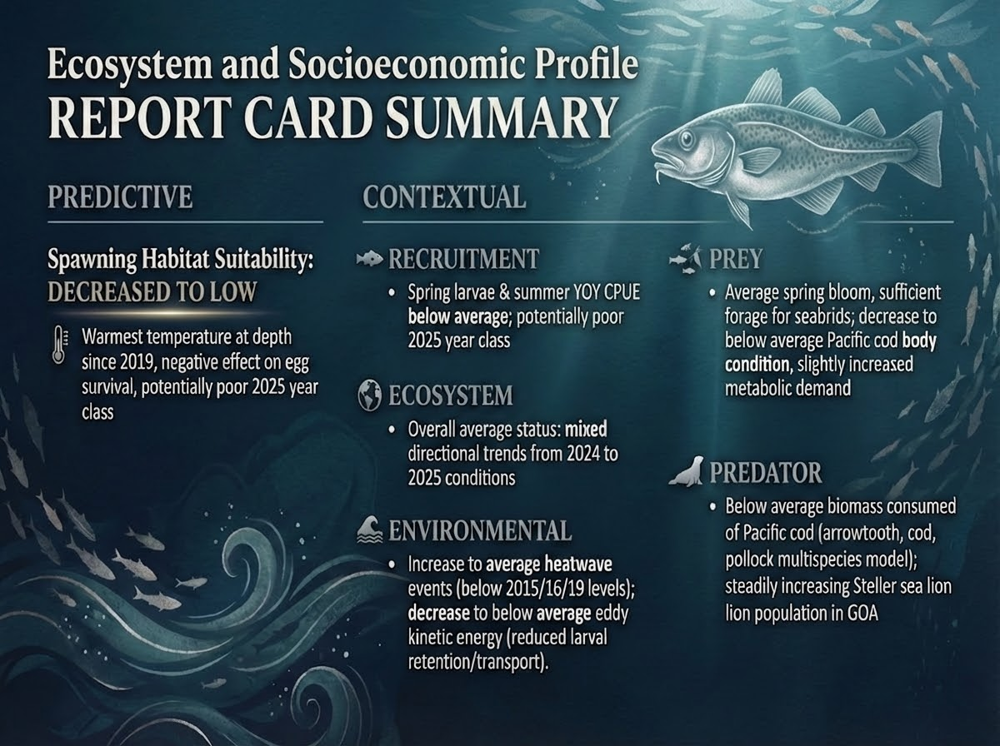 Ecosystem and Socioeconomic Profile
REPORT CARD SUMMARY
PREDICTIVE
Spawning Habitat Suitability:
DECREASED TO LOW
Warmest temperature at depth
since 2019, negative effect on egg
survival, potentially poor 2025 year
class
CONTEXTUAL
RECRUITMENT
• Spring larvae & summer YOY CPUE
below average; potentially poor
2025 year class
ECOSYSTEM
• Overall average status: mixed
directional trends from 2024 to
2025 conditions
ENVIRONMENTAL
• Increase to average heatwave
events (below 2015/16/19 levels);
decrease to below average eddy
kinetic energy (reduced larval
retention/transport).
PREY
• Average spring bloom, sufficient
forage for seabrids; decrease to
below average Pacific cod body
condition, slightly increased
metabolic demand
PREDATOR
• Below average biomass consumed
of Pacific cod (arrowtooth, cod,
pollock multispecies model);
steadily increasing Steller sea lion
lion population in GOA